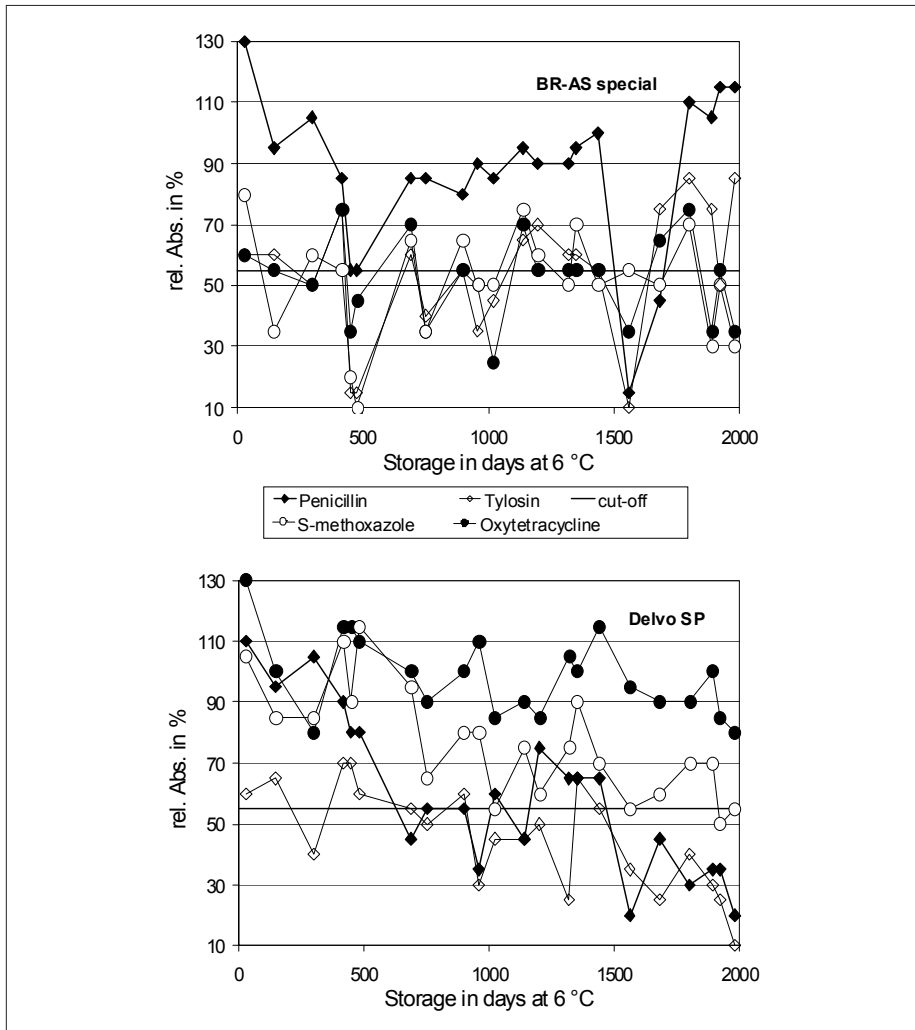 130
BR-AS special
110
90
70
50
30
10
rel. Abs. in %
0 500 1000 1500 2000
Storage in days at 6 °C
Penicillin Tylosin cut-off
S-methoxazole Oxytetracycline
130
Delvo SP
110
90
70
50
30
10
rel. Abs. in %
0 500 1000 1500 2000
Storage in days at 6 °C